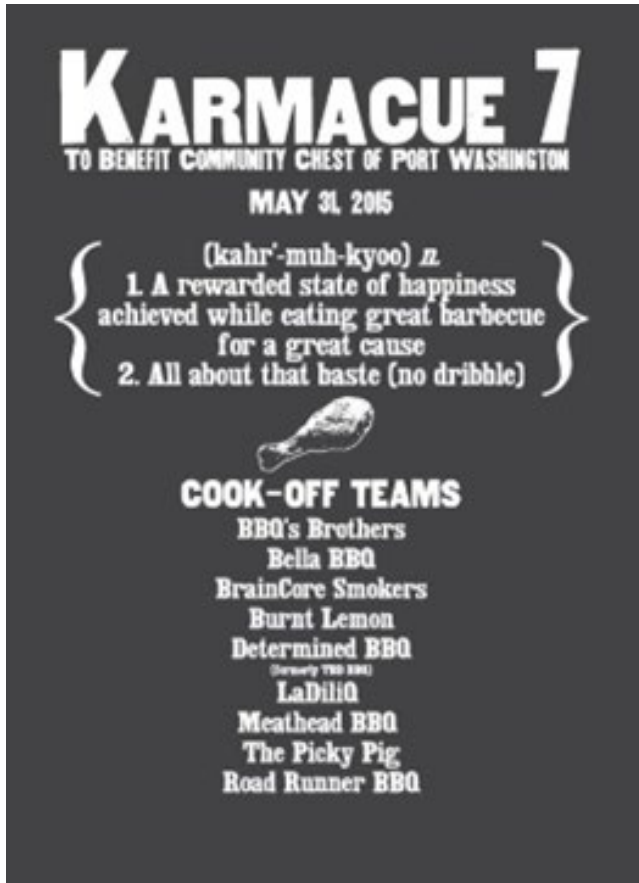 KARMACUE 7
TO BENEFIT COMMUNITY CHEST OF PORT WASHINGTON
MAY 31, 2015
(kahr'-muh-kyoo) n.
1. A rewarded state of happiness
achieved while eating great barbecue
for a great cause
2. All about that baste (no dribble)
COOK-OFF TEAMS
BBQ's Brothers
Bella BBQ
BrainCore Smokers
Burnt Lemon
Determined BBQ
(formerly TBD BBQ)
LaDiliQ
Meathead BBQ
The Picky Pig
Road Runner BBQ